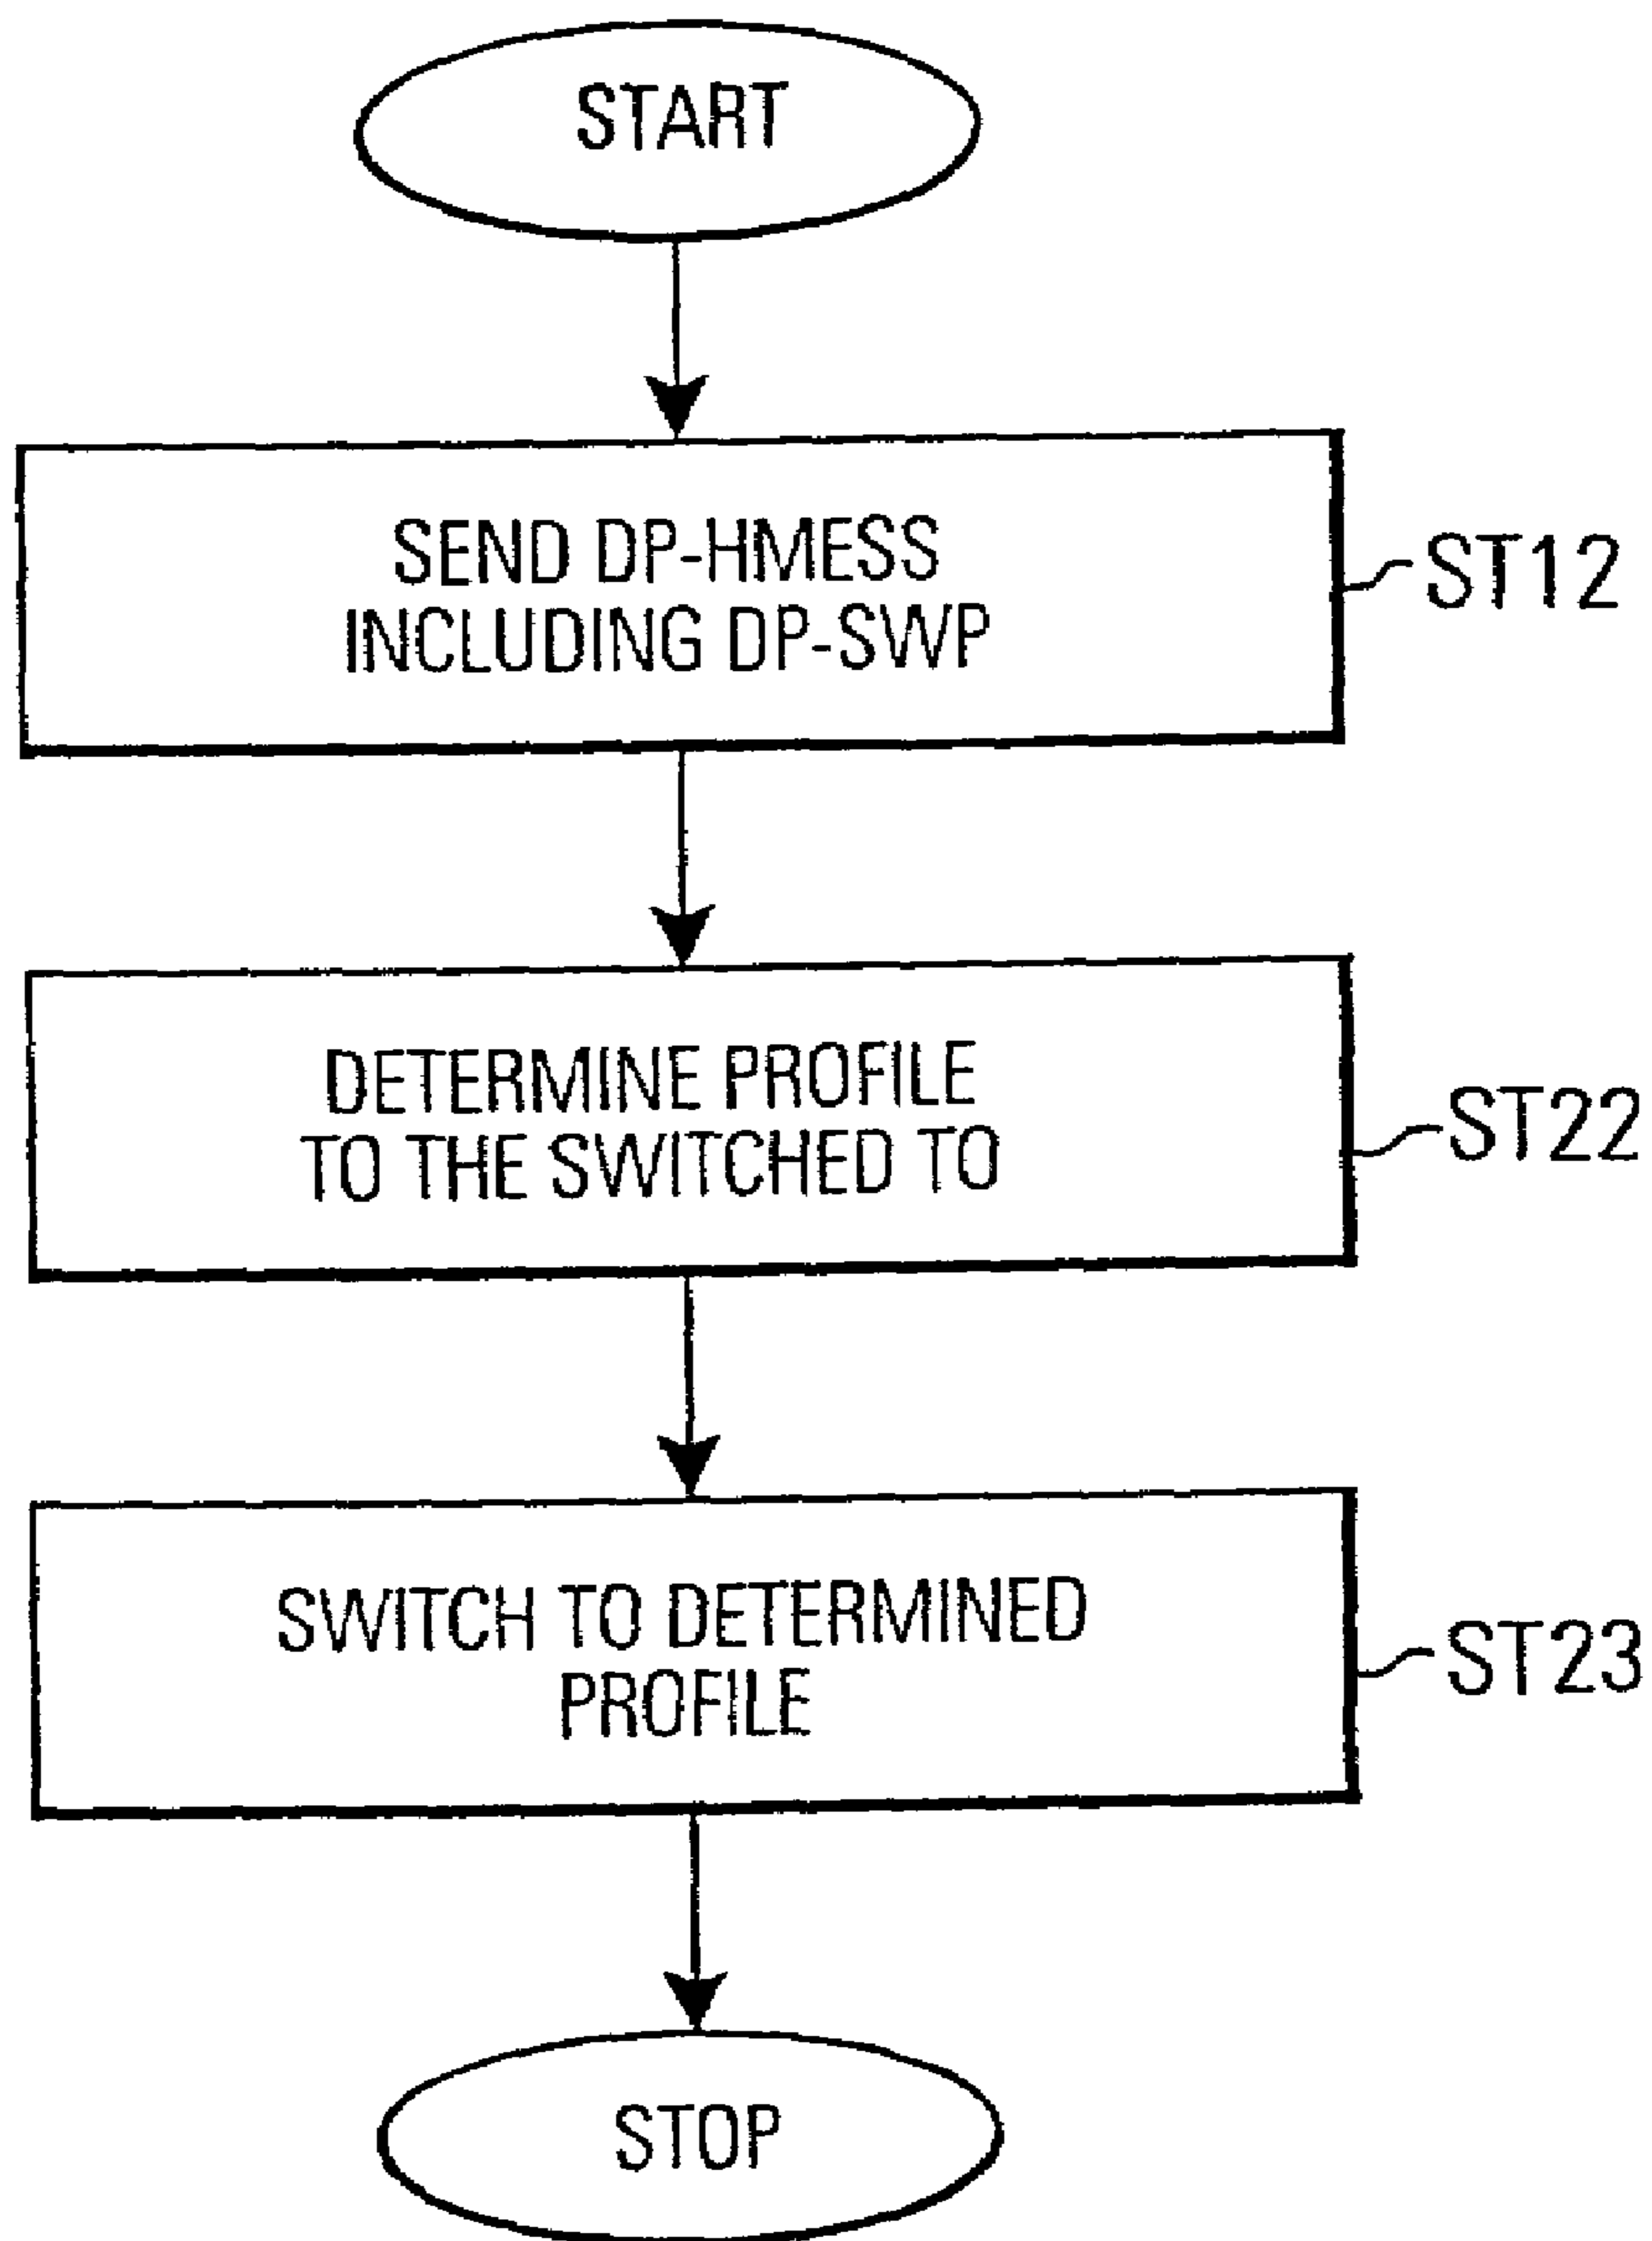 START
SEND DP-HMESS
INCLUDING DP-SWP
ST12
DETERMINE PROFILE
TO THE SWITCHED TO
ST22
SWITCH TO DETERMINED
PROFILE
ST23
STOP